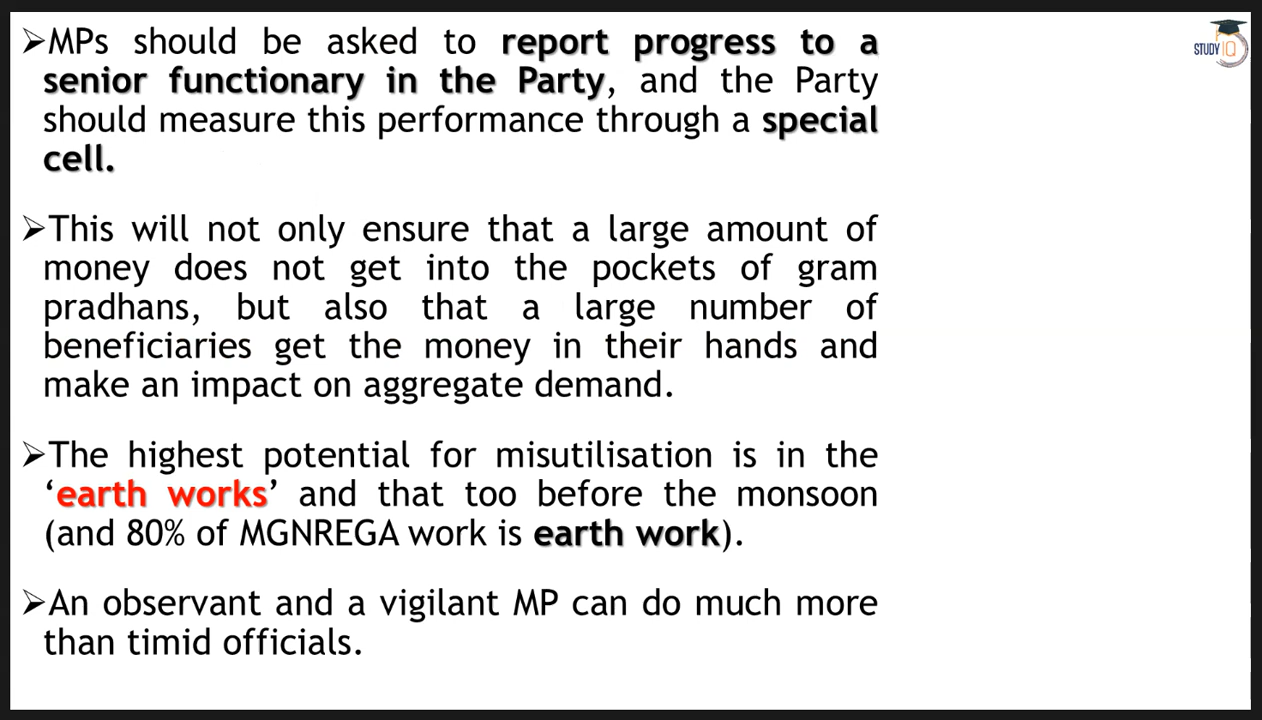 ➢MPs should be asked to report progress to a
senior functionary in the Party, and the Party
should measure this performance through a special
cell.
➢This will not only ensure that a large amount of
money does not get into the pockets of gram
pradhans, but also that a large number of
beneficiaries get the money in their hands and
make an impact on aggregate demand.
➢The highest potential for misutilisation is in the
‘earth works’ and that too before the monsoon
(and 80% of MGNREGA work is earth work).
➢An observant and a vigilant MP can do much more
than timid officials.
STUDY IQ